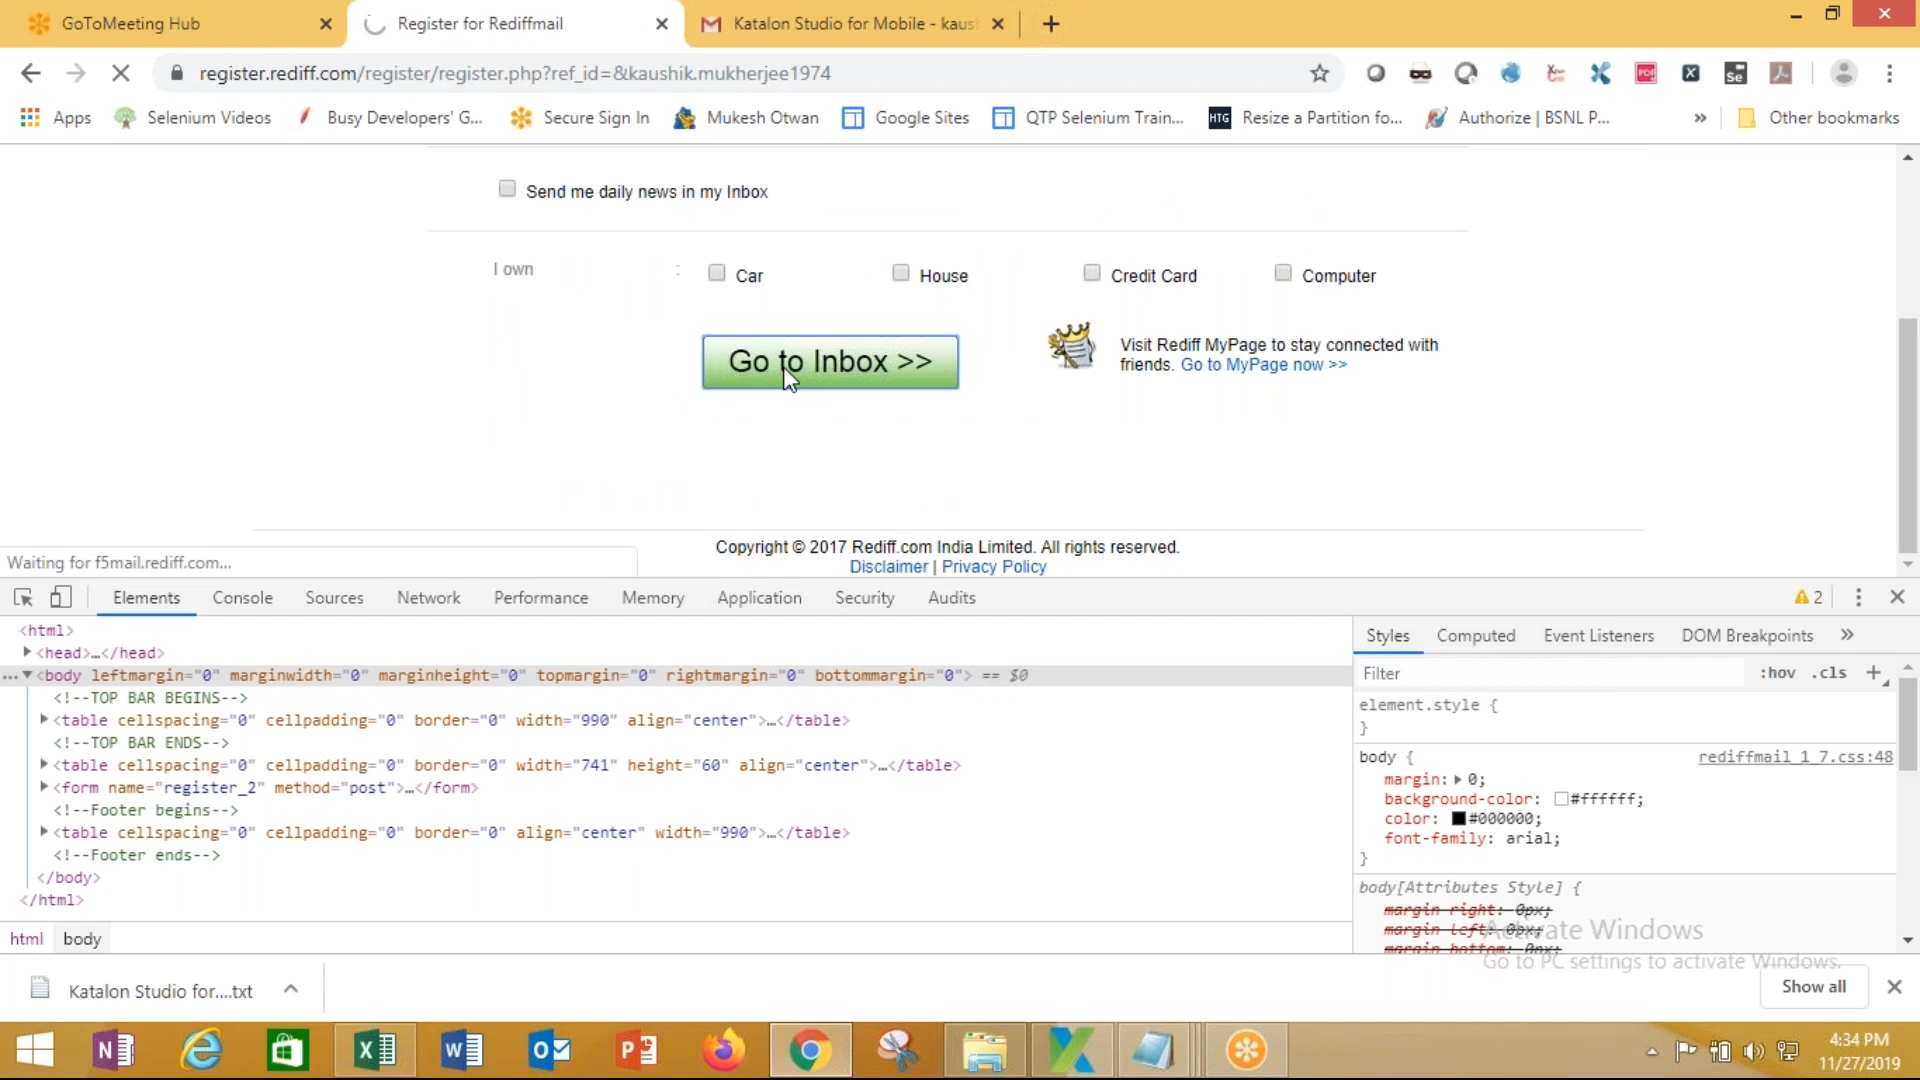 GoToMeeting Hub
Register for Rediffmail
Katalon Studio for Mobile - kaus
register.rediff.com/register/register.php?ref_id=&kaushik.mukherjee1974
Apps
Selenium Videos
Busy Developers' G...
Secure Sign In
Mukesh Otwan
Google Sites
QTP Selenium Train...
HTG
Resize a Partition fo...
Authorize | BSNL P...
»
Other bookmarks
Send me daily news in my Inbox
I own :
Car
House
Credit Card
Computer
Go to Inbox >>
Visit Rediff MyPage to stay connected with
friends. Go to MyPage now >>
Copyright © 2017 Rediff.com India Limited. All rights reserved.
Disclaimer | Privacy Policy
Waiting for f5mail.rediff.com...
Elements
Console
Sources
Network
Performance
Memory
Application
Security
Audits
2
<html>
<head>…</head>
<body leftmargin="0" marginwidth="0" marginheight="0" topmargin="0" rightmargin="0" bottommargin="0"> == $0
<!--TOP BAR BEGINS-->
<table cellspacing="0" cellpadding="0" border="0" width="990" align="center">…</table>
<!--TOP BAR ENDS-->
<table cellspacing="0" cellpadding="0" border="0" width="741" height="60" align="center">…</table>
<form name="register_2" method="post">…</form>
<!--Footer begins-->
<table cellspacing="0" cellpadding="0" border="0" align="center" width="990">…</table>
<!--Footer ends-->
</body>
</html>
html body
Styles
Computed
Event Listeners
DOM Breakpoints
»
Filter
:hov .cls +
element.style {
}
body { rediffmail_1_7.css:48
margin: 0;
background-color: #ffffff;
color: #000000;
font-family: arial;
}
body[Attributes Style] {
margin-right: 0px;
margin-left: 0px;
margin-bottom: 0px;
Activate Windows
Go to PC settings to activate Windows.
Katalon Studio for....txt
Show all
4:34 PM
11/27/2019